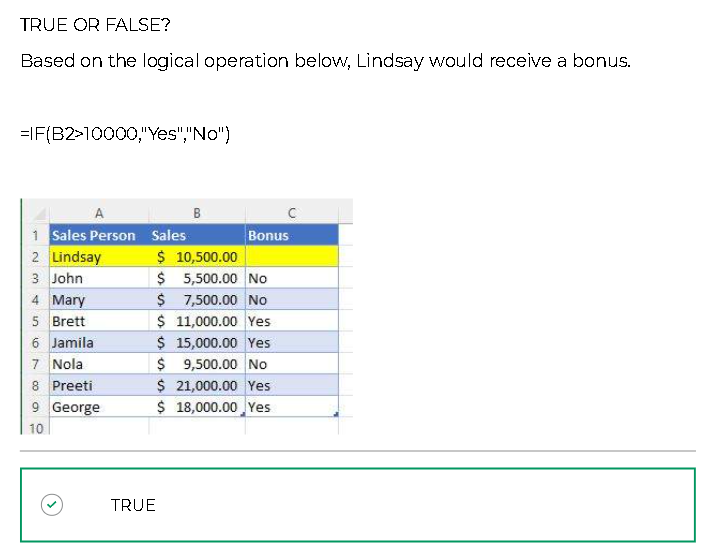 TRUE OR FALSE?
Based on the logical operation below, Lindsay would receive a bonus.
=IF(B2>10000,"Yes","No")
A B C
1 Sales Person Sales Bonus
2 Lindsay $ 10,500.00
3 John $ 5,500.00 No
4 Mary $ 7,500.00 No
5 Brett $ 11,000.00 Yes
6 Jamila $ 15,000.00 Yes
7 Nola $ 9,500.00 No
8 Preeti $ 21,000.00 Yes
9 George $ 18,000.00 Yes
10
TRUE